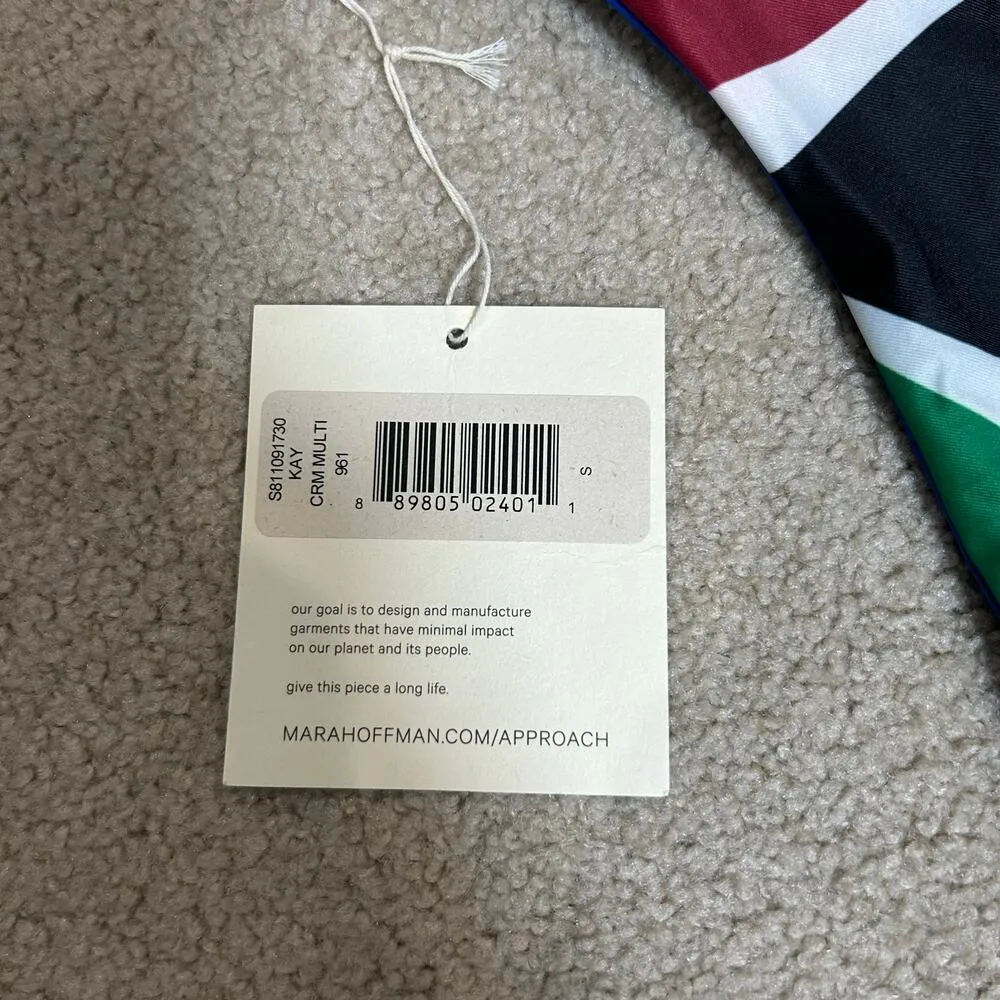 S811091730
KAY
CRM MULTI
961
8 89805 02401 1
S
our goal is to design and manufacture
garments that have minimal impact
on our planet and its people.
give this piece a long life.
MARAHOFFMAN.COM/APPROACH